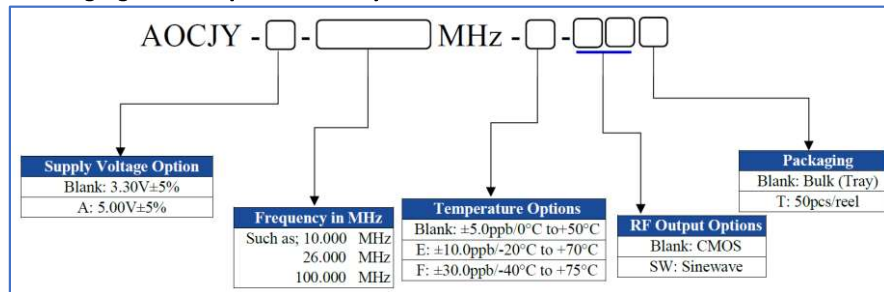 AOCJY - - MHz - -
Supply Voltage Option
Blank: 3.30V±5%
A: 5.00V±5%
Frequency in MHz
Such as; 10.000 MHz
26.000 MHz
100.000 MHz
Temperature Options
Blank: ±5.0ppb/0°C to+50°C
E: ±10.0ppb/-20°C to +70°C
F: ±30.0ppb/-40°C to +75°C
RF Output Options
Blank: CMOS
SW: Sinewave
Packaging
Blank: Bulk (Tray)
T: 50pcs/reel